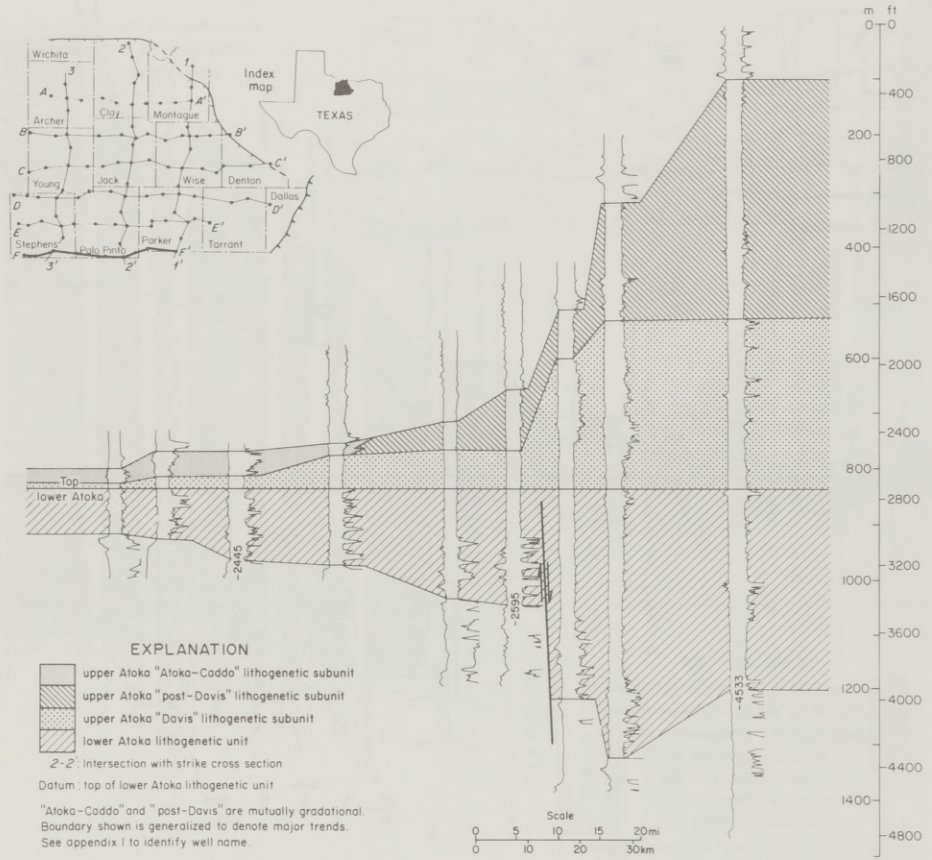 m ft
0 0
400
200
800
1200
400
1600
600 2000
2400
800
2800
1000 3200
3600
1200
4000
4400
1400
4800
Index map
TEXAS
Wichita
Archer
Clay
Montague
Young
Jack
Wise
Denton
Dallas
Stephens
Palo Pinto
Parker
Tarrant
1
2
3
A A'
B B'
C C'
D D'
E E'
F F'
3' 2' 1'
Top
lower Atoka
-2445
-2595
-4533
EXPLANATION
upper Atoka "Atoka-Caddo" lithogenetic subunit
upper Atoka "post-Davis" lithogenetic subunit
upper Atoka "Davis" lithogenetic subunit
lower Atoka lithogenetic unit
2-2' Intersection with strike cross section
Datum: top of lower Atoka lithogenetic unit
"Atoka-Caddo" and "post-Davis" are mutually gradational.
Boundary shown is generalized to denote major trends.
See appendix 1 to identify well name.
Scale
0 5 10 15 20 mi
0 10 20 30 km